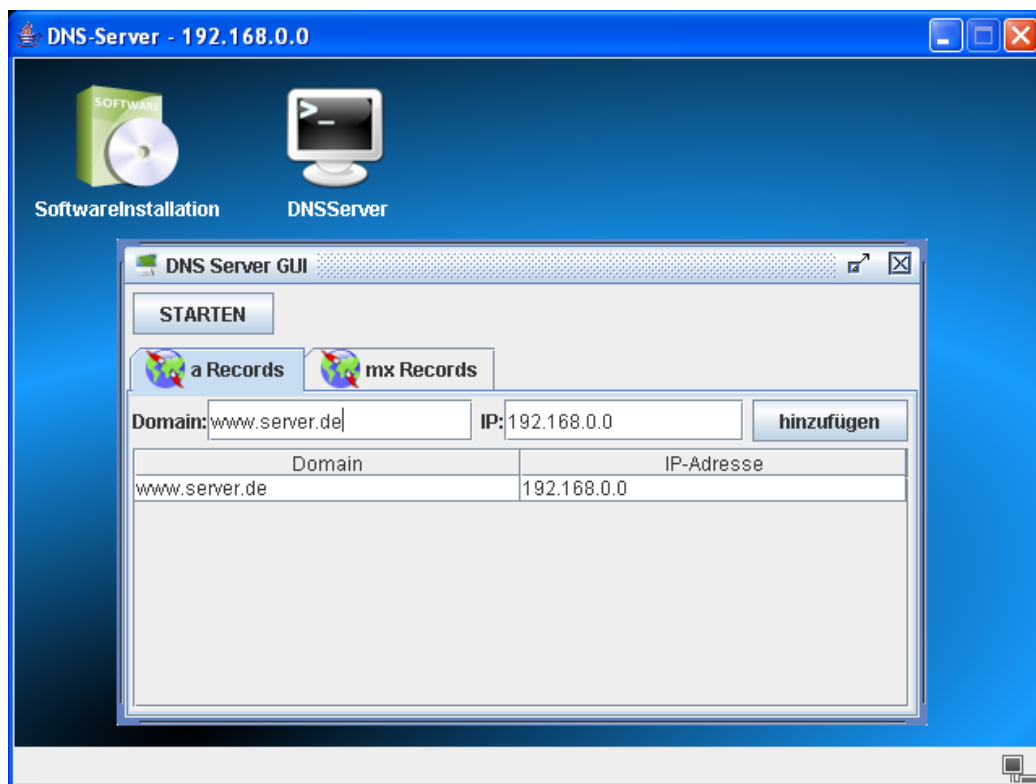 DNS-Server - 192.168.0.0
SOFTWARE
>_
SoftwareInstallation
DNSServer
DNS Server GUI
STARTEN
a Records
mx Records
Domain: www.server.de IP: 192.168.0.0 hinzufügen
Domain IP-Adresse
www.server.de 192.168.0.0